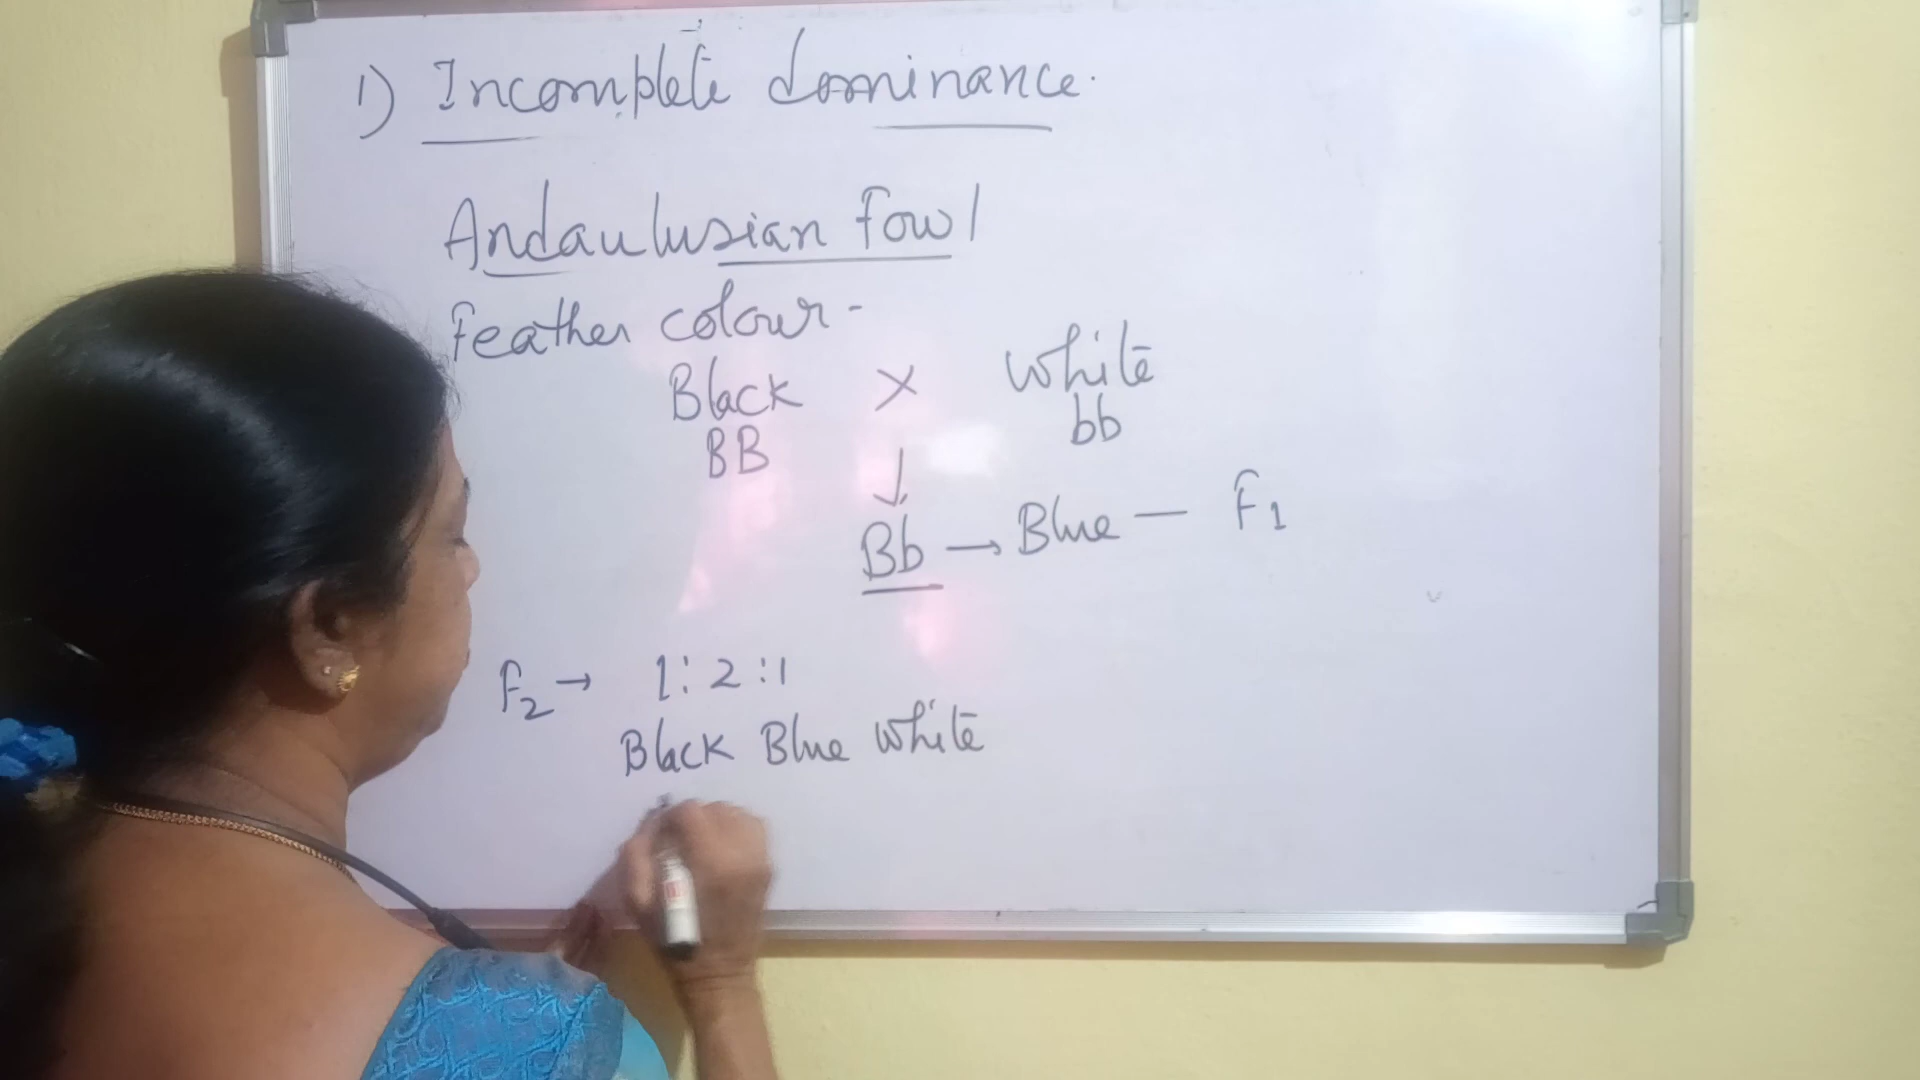 1) Incomplete dominance.
Andaulusian Fowl
Feather colour -
Black × White
BB bb
↓
Bb → Blue — F1
F2 → 1 : 2 : 1
Black Blue White